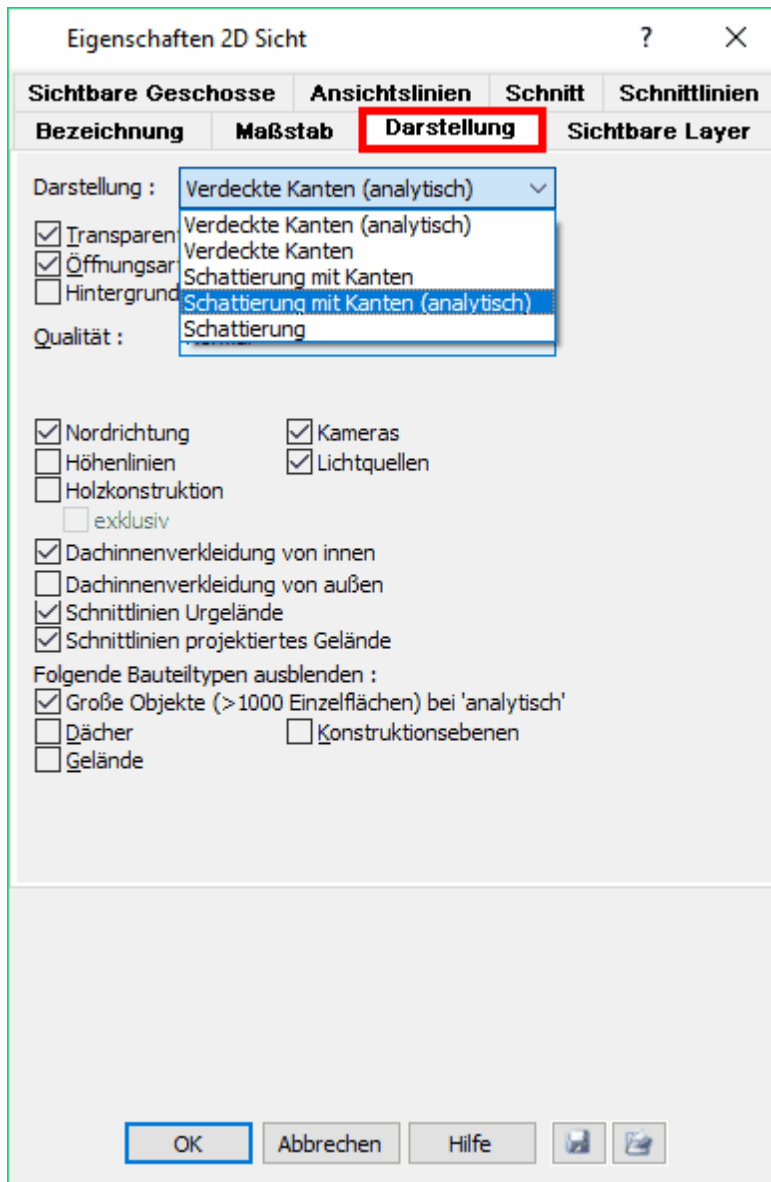 Eigenschaften 2D Sicht
Sichtbare Geschosse Ansichtslinien Schnitt Schnittlinien
Bezeichnung Maßstab Darstellung Sichtbare Layer
Darstellung : Verdeckte Kanten (analytisch)
Verdeckte Kanten (analytisch)
Verdeckte Kanten
Schattierung mit Kanten
Schattierung mit Kanten (analytisch)
Schattierung
Hintergrund
Qualität :
Nordrichtung Kameras
Höhenlinien Lichtquellen
Holzkonstruktion
exklusiv
Dachinnenverkleidung von innen
Dachinnenverkleidung von außen
Schnittlinien Urgelände
Schnittlinien projektiertes Gelände
Folgende Bauteiltypen ausblenden :
Große Objekte (>1000 Einzelflächen) bei 'analytisch'
Dächer Konstruktionsebenen
Gelände
OK Abbrechen Hilfe